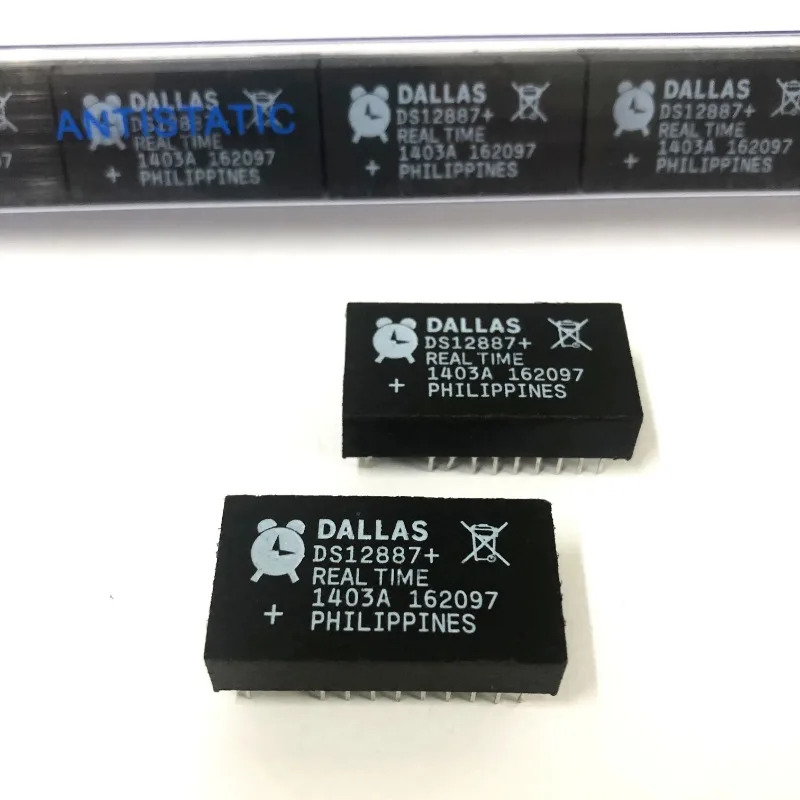 97
DALLAS
ANTISTATIC
REAL TIME
1403A 162097
+ PHILIPPINES
DALLAS
DS12887+
REAL TIME
1403A 162097
+ PHILIPPINES
DALLAS
DS12887+
REAL TIME
1403A 162097
+ PHILIPPINES
DALLAS
DS12887+
REAL TIME
1403A 162097
+ PHILIPPINES
DALLAS
DS12887+
REAL TIME
1403A 162097
+ PHILIPPINES